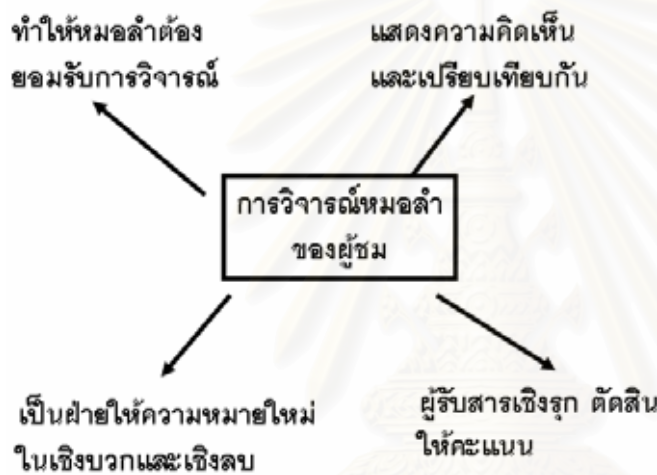 ทำให้หมอลำต้อง
ยอมรับการวิจารณ์
แสดงความคิดเห็น
และเปรียบเทียบกัน
การวิจารณ์หมอลำ
ของผู้ชม
เป็นฝ่ายให้ความหมายใหม่
ในเชิงบวกและเชิงลบ
ผู้รับสารเชิงรุก ตัดสิน
ให้คะแนน